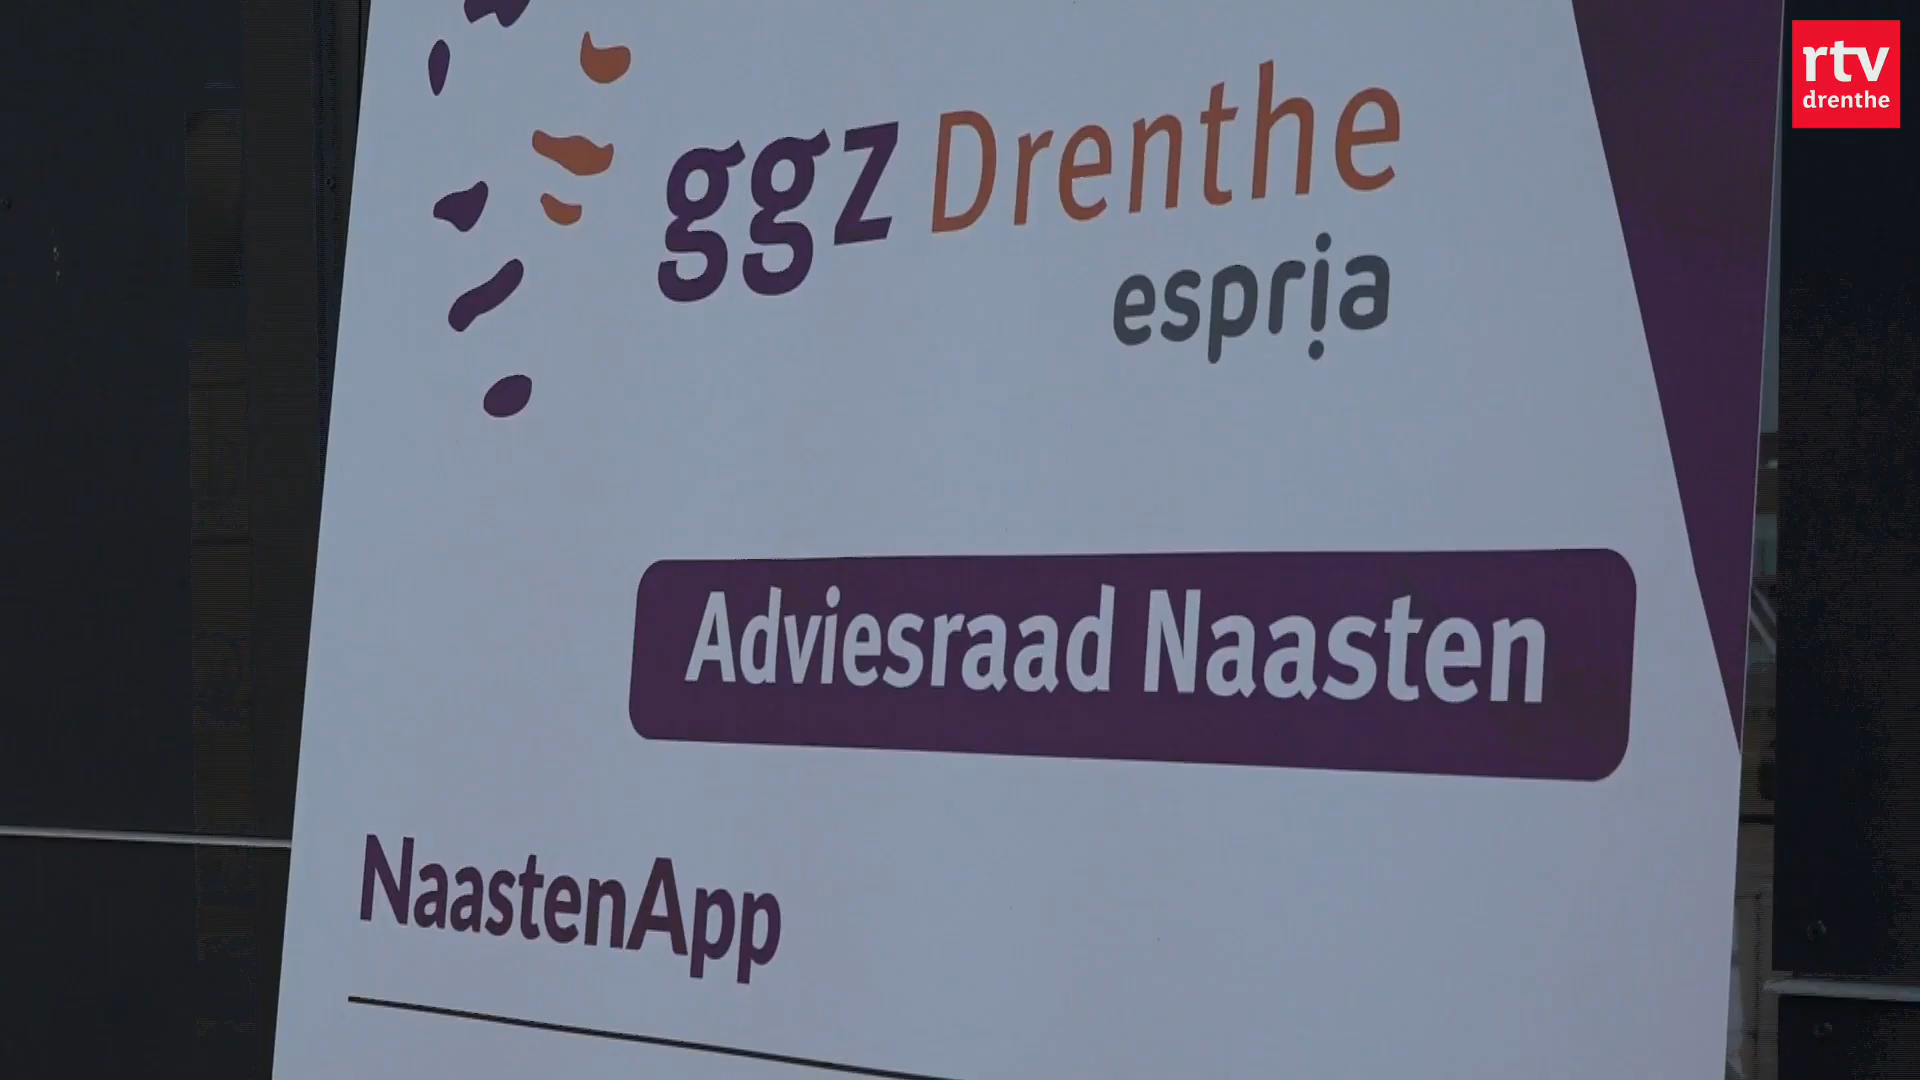 rtv
drenthe
ggz Drenthe
espria
Adviesraad Naasten
NaastenApp